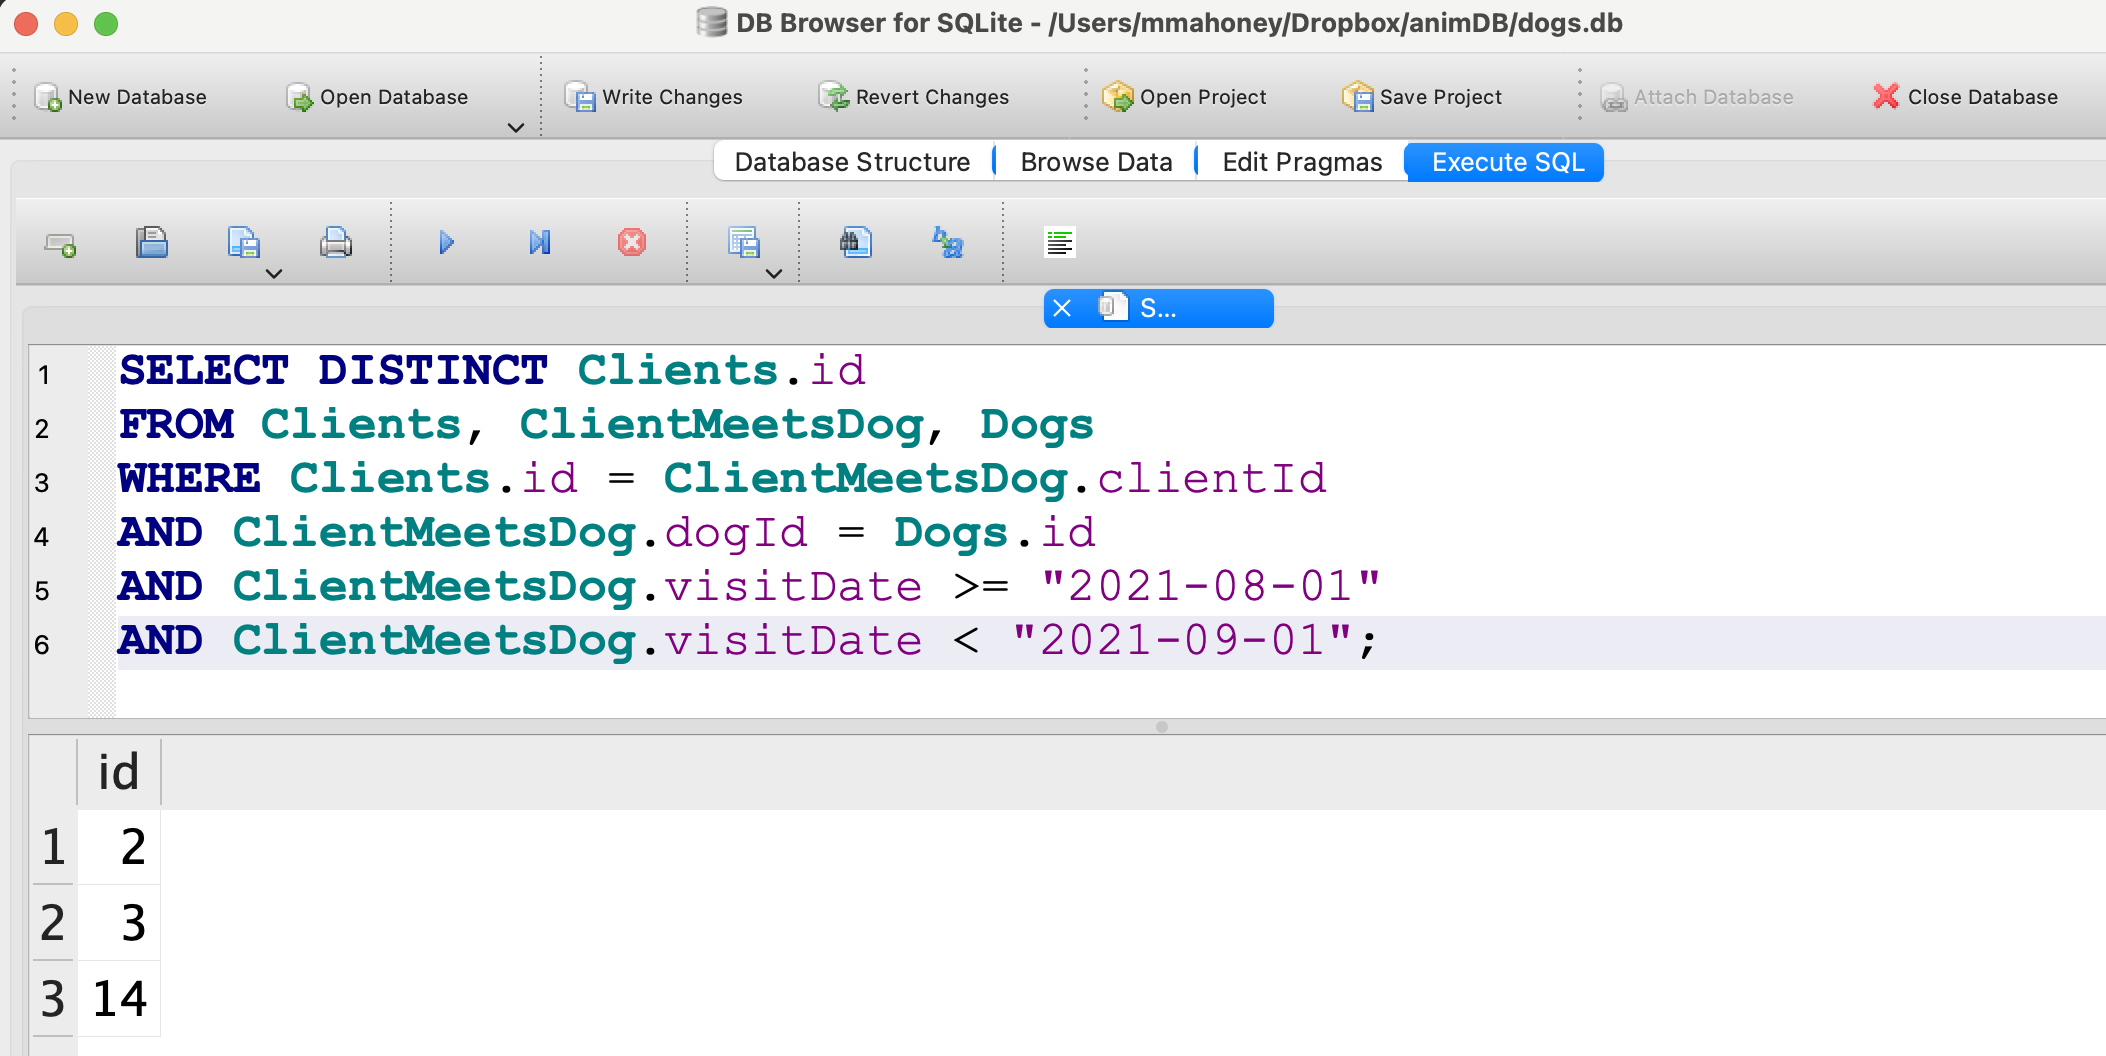 DB Browser for SQLite - /Users/mmahoney/Dropbox/animDB/dogs.db
New Database Open Database Write Changes Revert Changes Open Project Save Project Attach Database Close Database
Database Structure Browse Data Edit Pragmas Execute SQL
S...
1 SELECT DISTINCT Clients.id
2 FROM Clients, ClientMeetsDog, Dogs
3 WHERE Clients.id = ClientMeetsDog.clientId
4 AND ClientMeetsDog.dogId = Dogs.id
5 AND ClientMeetsDog.visitDate >= "2021-08-01"
6 AND ClientMeetsDog.visitDate < "2021-09-01";
id
1 2
2 3
3 14